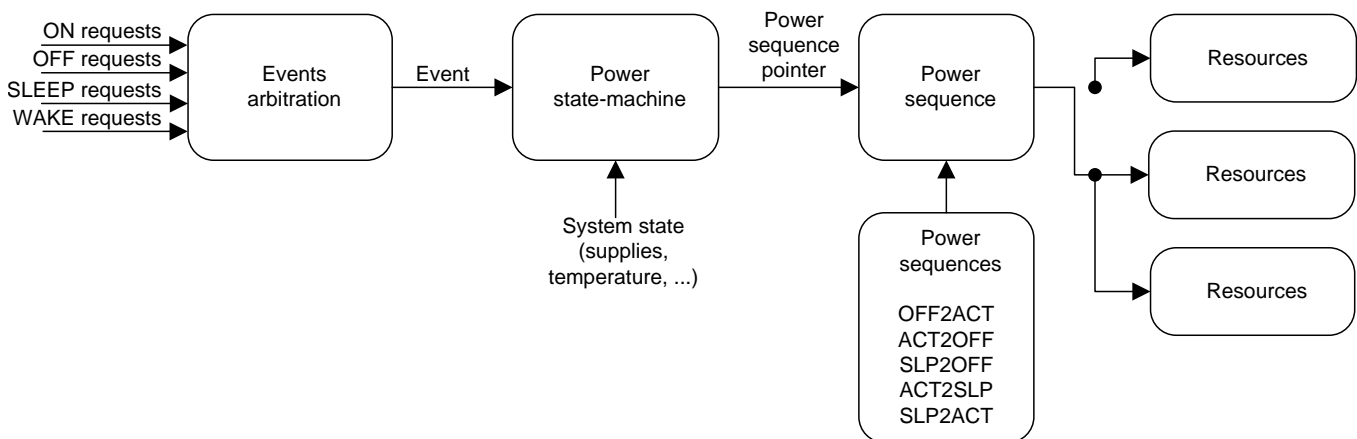 ON requests
OFF requests
SLEEP requests
WAKE requests
Events
arbitration
Event
Power
state-machine
System state
(supplies,
temperature, ...)
Power
sequence
pointer
Power
sequence
Power
sequences
OFF2ACT
ACT2OFF
SLP2OFF
ACT2SLP
SLP2ACT
Resources
Resources
Resources